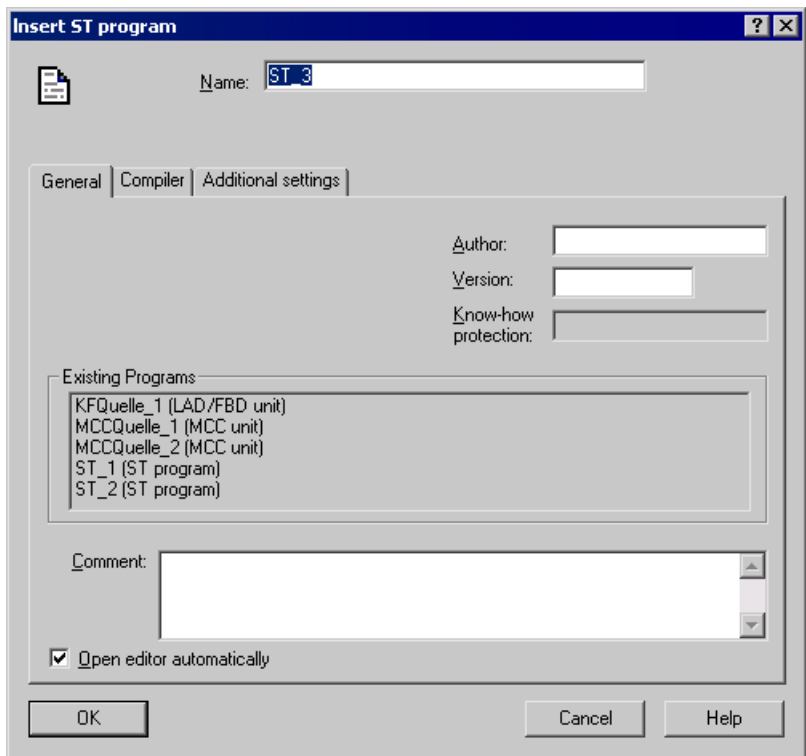 Insert ST program
Name: ST_3
General Compiler Additional settings
Author:
Version:
Know-how
protection:
Existing Programs
KFQuelle_1 (LAD/FBD unit)
MCCQuelle_1 (MCC unit)
MCCQuelle_2 (MCC unit)
ST_1 (ST program)
ST_2 (ST program)
Comment:
Open editor automatically
OK Cancel Help